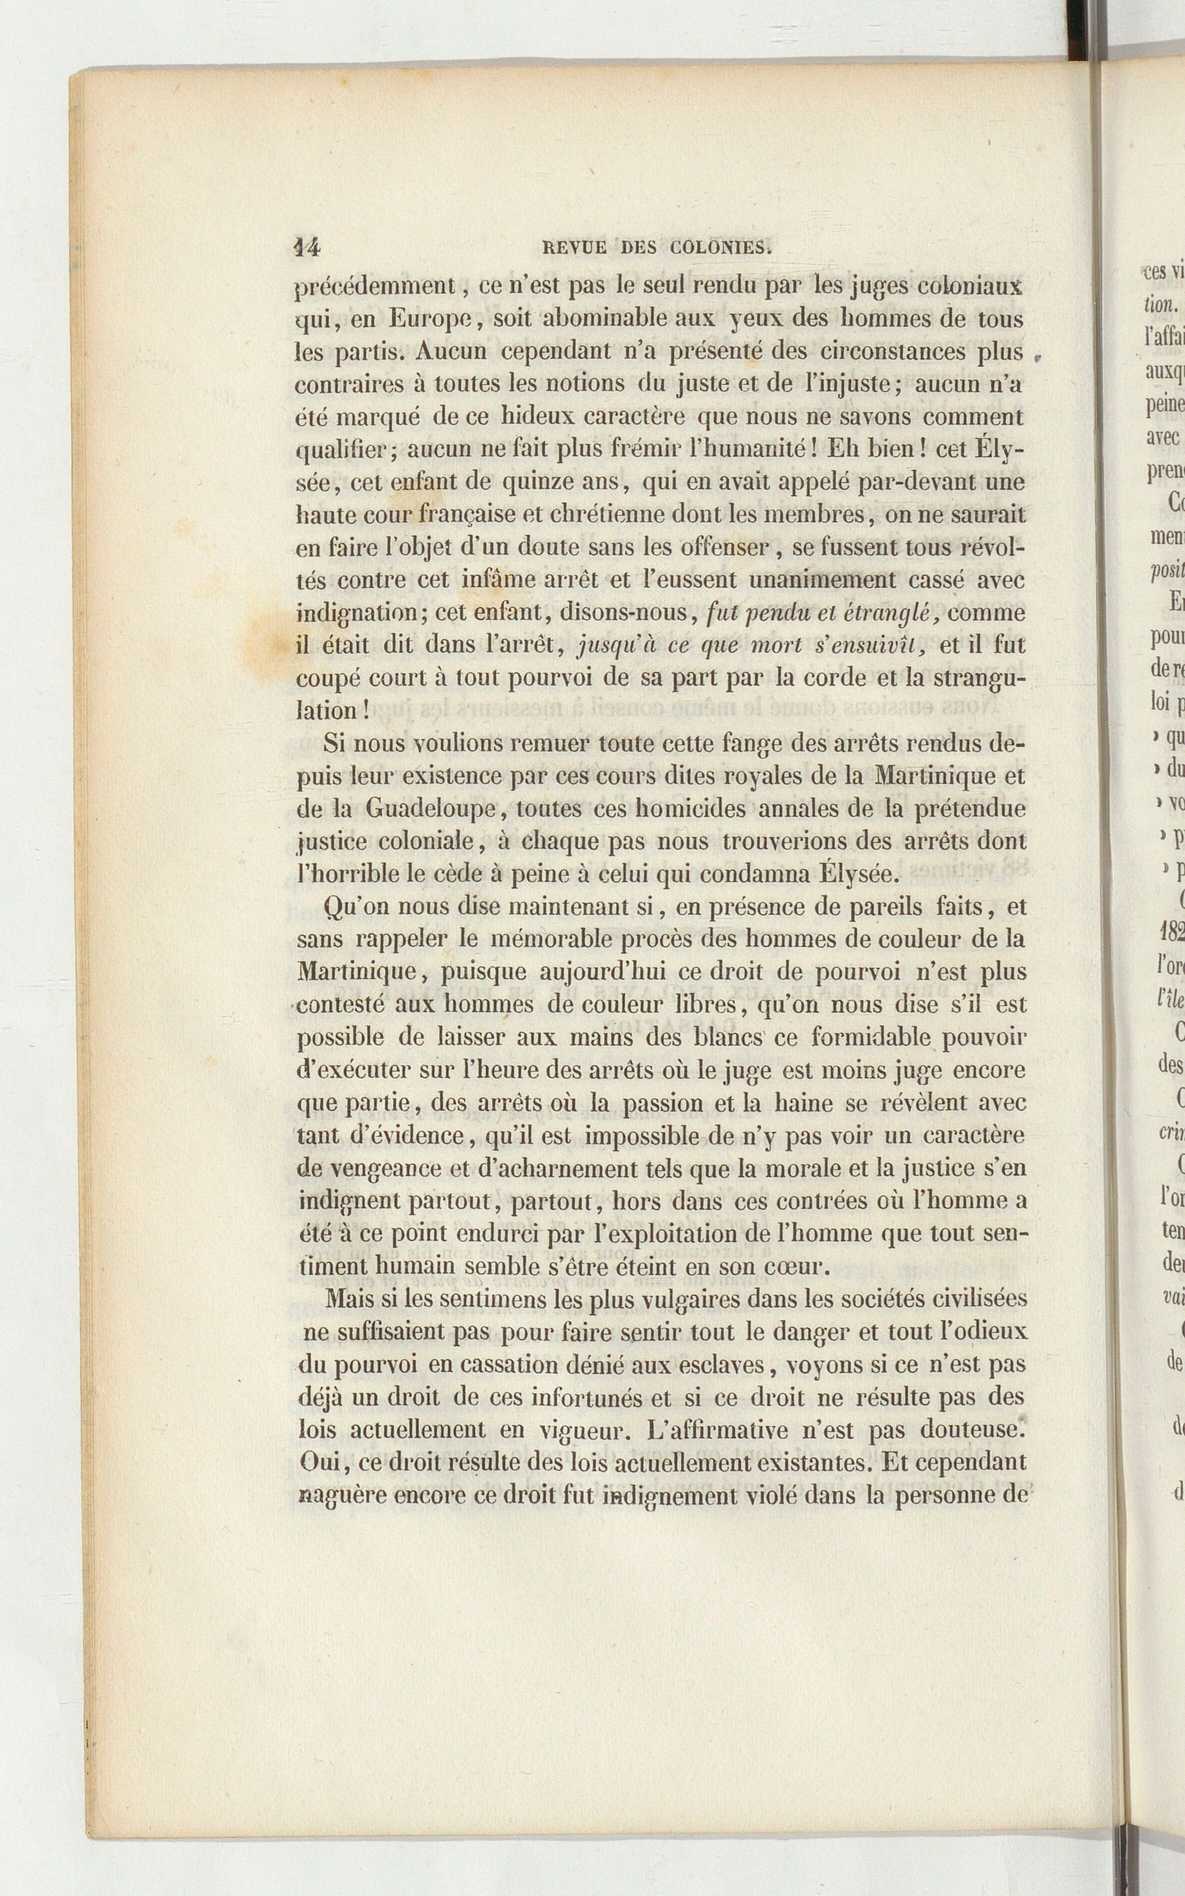 14 REVUE DES COLONIES.
précédemment, ce n'est pas le seul rendu par les juges coloniaux
qui, en Europe, soit abominable aux yeux des hommes de tous
les partis. Aucun cependant n'a présenté des circonstances plus
contraires à toutes les notions du juste et de l'injuste; aucun n'a
été marqué de ce hideux caractère que nous ne savons comment
qualifier; aucun ne fait plus frémir l'humanité! Eh bien! cet Ély-
sée, cet enfant de quinze ans, qui en avait appelé par-devant une
haute cour française et chrétienne dont les membres, on ne saurait
en faire l'objet d'un doute sans les offenser, se fussent tous révol-
tés contre cet infâme arrêt et l'eussent unanimement cassé avec
indignation; cet enfant, disons-nous, fut pendu et étranglé, comme
il était dit dans l'arrêt, jusqu'à ce que mort s'ensuivît, et il fut
coupé court à tout pourvoi de sa part par la corde et la strangu-
lation!
Si nous voulions remuer toute cette fange des arrêts rendus de-
puis leur existence par ces cours dites royales de la Martinique et
de la Guadeloupe, toutes ces homicides annales de la prétendue
justice coloniale, à chaque pas nous trouverions des arrêts dont
l'horrible le cède à peine à celui qui condamna Élysée.
Qu'on nous dise maintenant si, en présence de pareils faits, et
sans rappeler le mémorable procès des hommes de couleur de la
Martinique, puisque aujourd'hui ce droit de pourvoi n'est plus
contesté aux hommes de couleur libres, qu'on nous dise s'il est
possible de laisser aux mains des blancs ce formidable pouvoir
d'exécuter sur l'heure des arrêts où le juge est moins juge encore
que partie, des arrêts où la passion et la haine se révèlent avec
tant d'évidence, qu'il est impossible de n'y pas voir un caractère
de vengeance et d'acharnement tels que la morale et la justice s'en
indignent partout, partout, hors dans ces contrées où l'homme a
été à ce point endurci par l'exploitation de l'homme que tout sen-
timent humain semble s'être éteint en son cœur.
Mais si les sentimens les plus vulgaires dans les sociétés civilisées
ne suffisaient pas pour faire sentir tout le danger et tout l'odieux
du pourvoi en cassation dénié aux esclaves, voyons si ce n'est pas
déjà un droit de ces infortunés et si ce droit ne résulte pas des
lois actuellement en vigueur. L'affirmative n'est pas douteuse.
Oui, ce droit résulte des lois actuellement existantes. Et cependant
naguère encore ce droit fut indignement violé dans la personne de